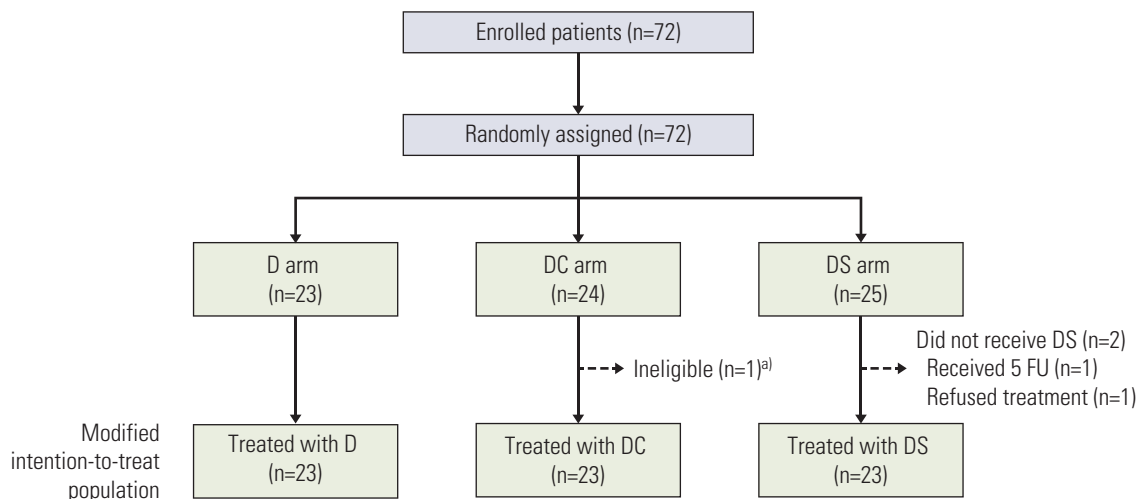 Enrolled patients (n=72)
Randomly assigned (n=72)
D arm
(n=23)
DC arm
(n=24)
DS arm
(n=25)
Ineligible (n=1)a)
Did not receive DS (n=2)
Received 5 FU (n=1)
Refused treatment (n=1)
Modified
intention-to-treat
population
Treated with D
(n=23)
Treated with DC
(n=23)
Treated with DS
(n=23)